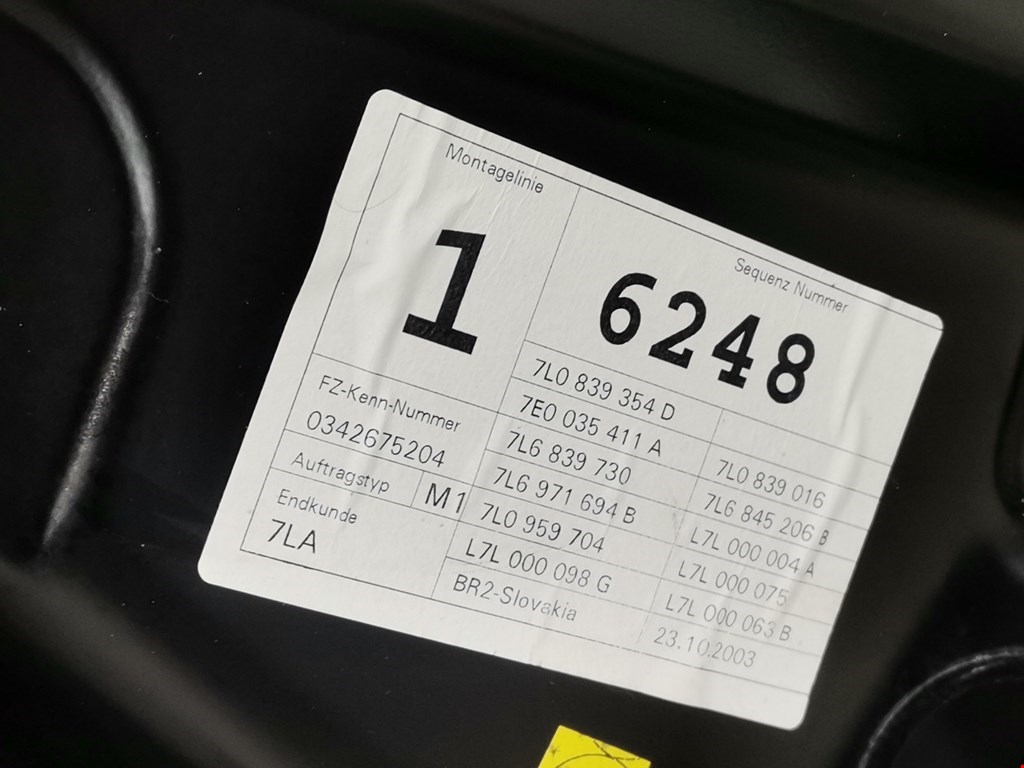 Montagelinie
1
Sequenz Nummer
6248
FZ-Kenn-Nummer
0342675204
Auftragstyp M1
Endkunde
7LA
7L0 839 354 D
7E0 035 411 A 7L0 839 016
7L6 839 730 7L6 845 206 B
7L6 971 694 B L7L 000 004 A
7L0 959 704 L7L 000 075
L7L 000 098 G L7L 000 063 B
BR2-Slovakia 23.10.2003